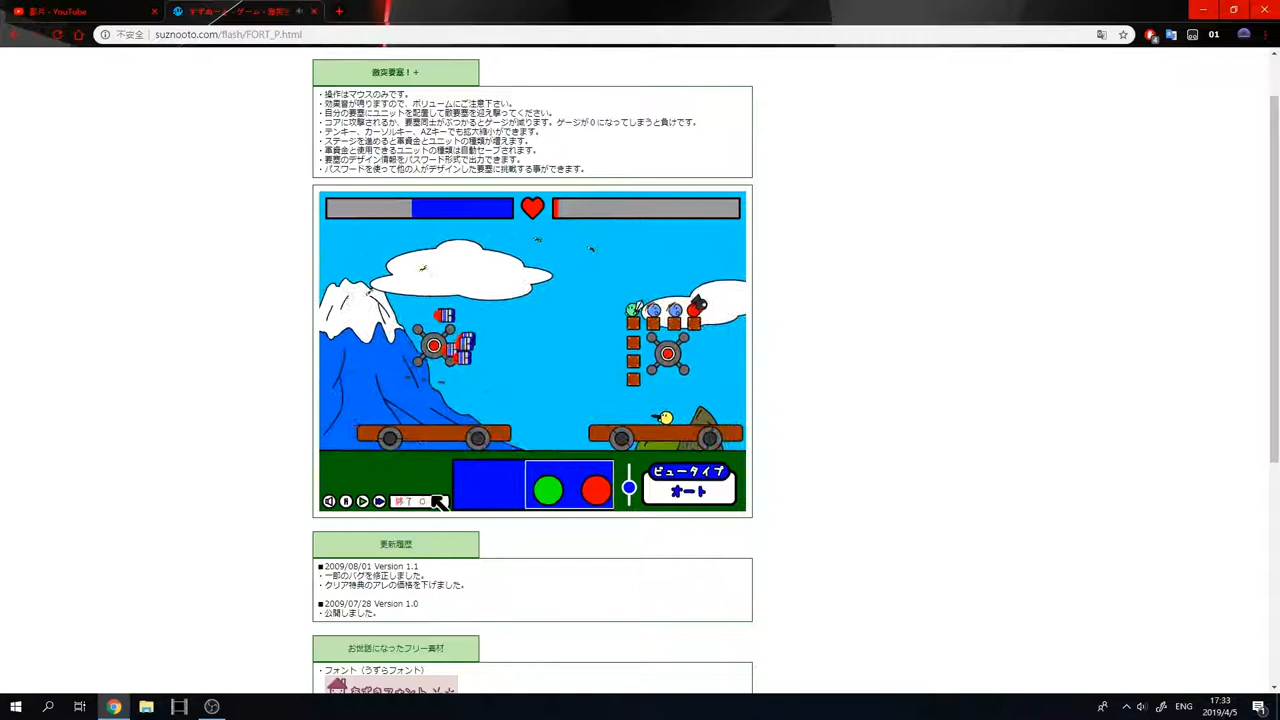 影片 - YouTube
すずぬーと - ゲーム - 激突要
不安全
suznooto.com/flash/FORT_P.html
4
01
激突要塞！＋
・操作はマウスのみです。
・効果音が鳴りますので、ボリュームにご注意下さい。
・自分の要塞にユニットを配置して敵要塞を迎え撃ってください。
・コアに攻撃されるか、要塞同士がぶつかるとゲージが減ります。ゲージが０になってしまうと負けです。
・テンキー、カーソルキー、AZキーでも拡大縮小ができます。
・ステージを進めると軍資金とユニットの種類が増えます。
・軍資金と使用できるユニットの種類は自動セーブされます。
・要塞のデザイン情報をパスワード形式で出力できます。
・パスワードを使って他の人がデザインした要塞に挑戦する事ができます。
ビュータイプ
オート
終了
更新履歴
■2009/08/01 Version 1.1
・一部のバグを修正しました。
・クリア特典のアレの価格を下げました。
■2009/07/28 Version 1.0
・公開しました。
お世話になったフリー素材
・フォント（うずらフォント）
ENG
17:33
2019/4/5